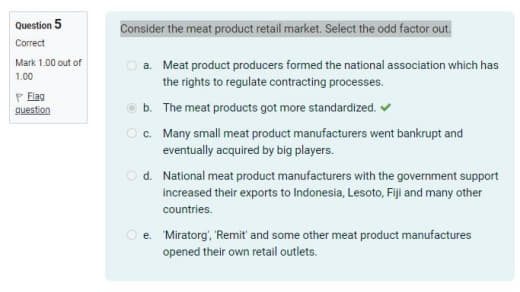 Question 5
Correct
Mark 1.00 out of
1.00
Flag
question
Consider the meat product retail market. Select the odd factor out.
a. Meat product producers formed the national association which has
the rights to regulate contracting processes.
b. The meat products got more standardized.
c. Many small meat product manufacturers went bankrupt and
eventually acquired by big players.
d. National meat product manufacturers with the government support
increased their exports to Indonesia, Lesoto, Fiji and many other
countries.
e. 'Miratorg', 'Remit' and some other meat product manufactures
opened their own retail outlets.